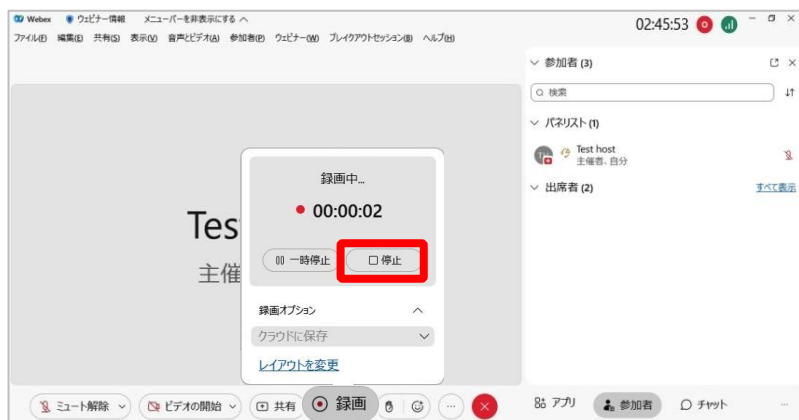 Webex ウェビナー情報 メニューバーを非表示にする
02:45:53
ファイル(F) 編集(E) 共有(S) 表示(V) 音声とビデオ(A) 参加者(P) ウェビナー(W) ブレイクアウトセッション(B) ヘルプ(H)
参加者 (3)
検索
パネリスト (1)
Test host
主催者、自分
出席者 (2) すべて表示
録画中...
00:00:02
一時停止 停止
録画オプション
クラウドに保存
レイアウトを変更
Tes
主催
ミュート解除 ビデオの開始 共有 録画
アプリ 参加者 チャット